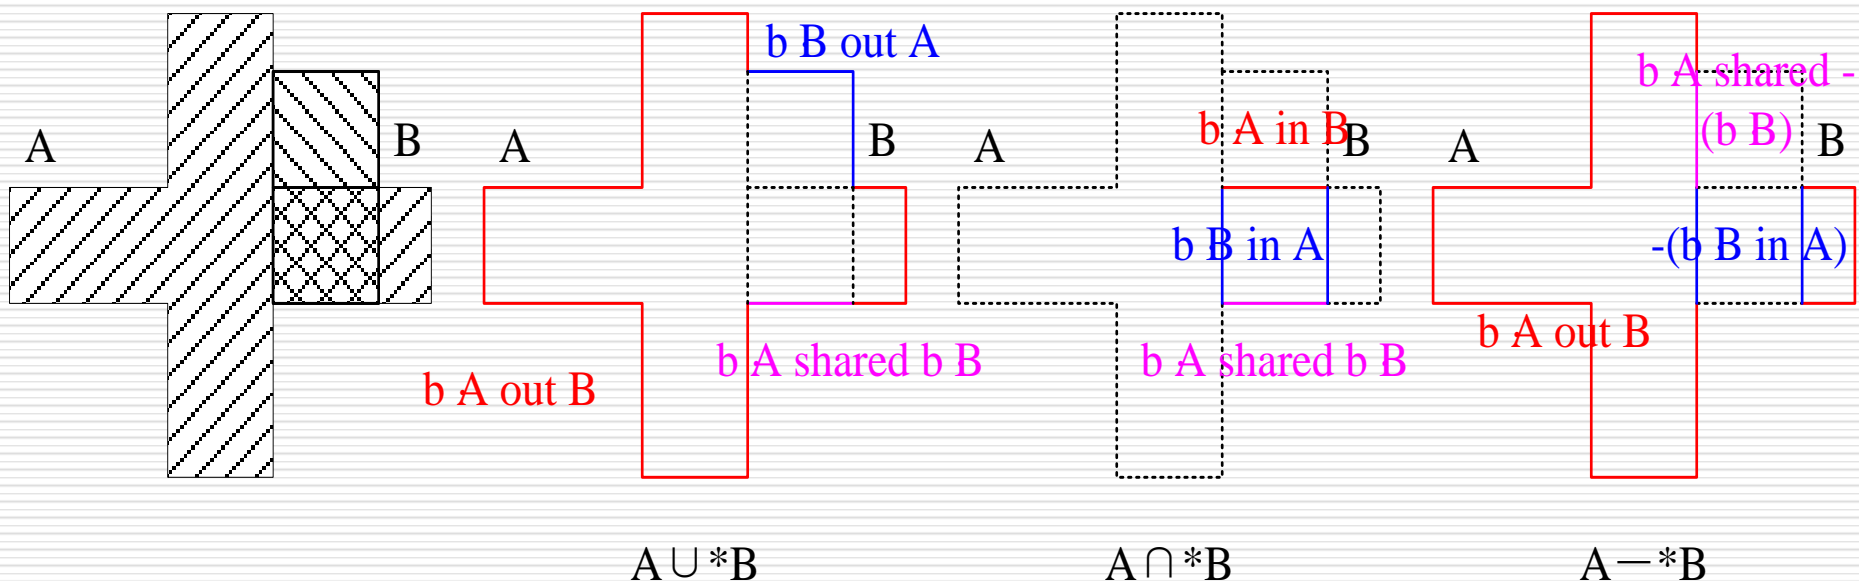 A
B
A
b A out B
b B out A
B
b A shared b B
A∪*B
A
b A in B
B
b B in A
b A shared b B
A∩*B
A
b A shared -
(b B)
B
-(b B in A)
b A out B
A－*B